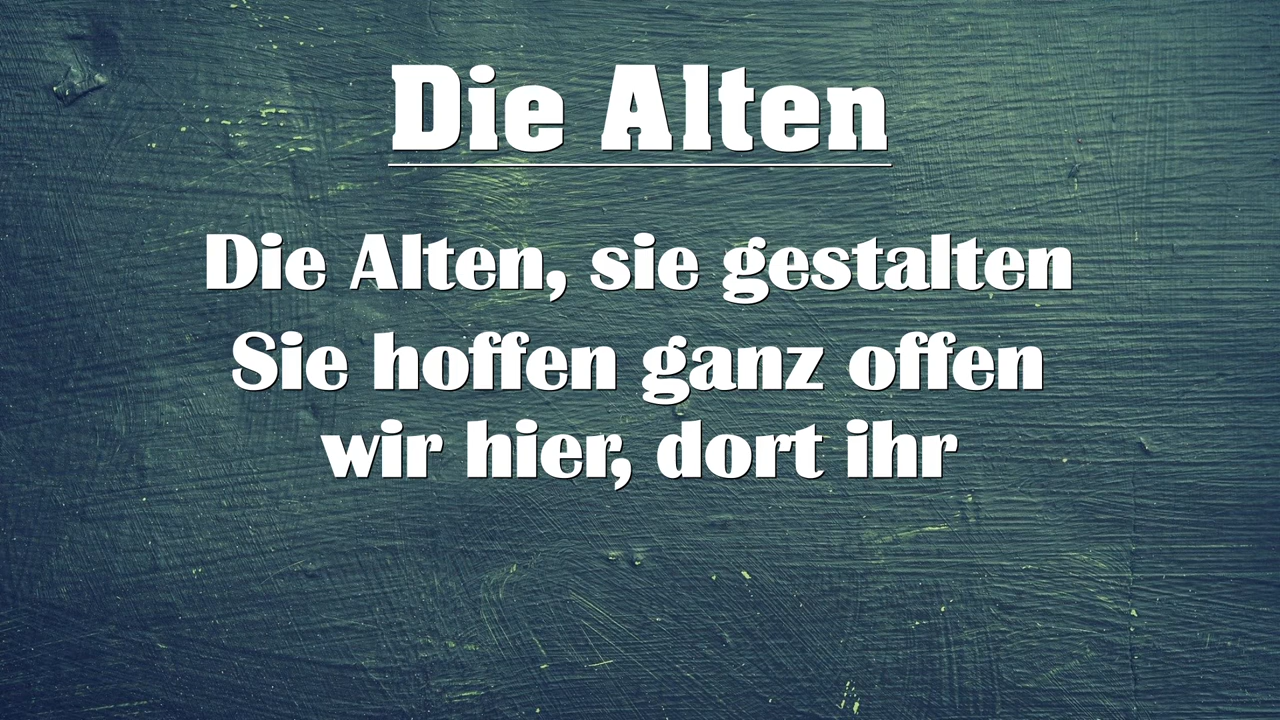 Die Alten
Die Alten, sie gestalten
Sie hoffen ganz offen
wir hier, dort ihr